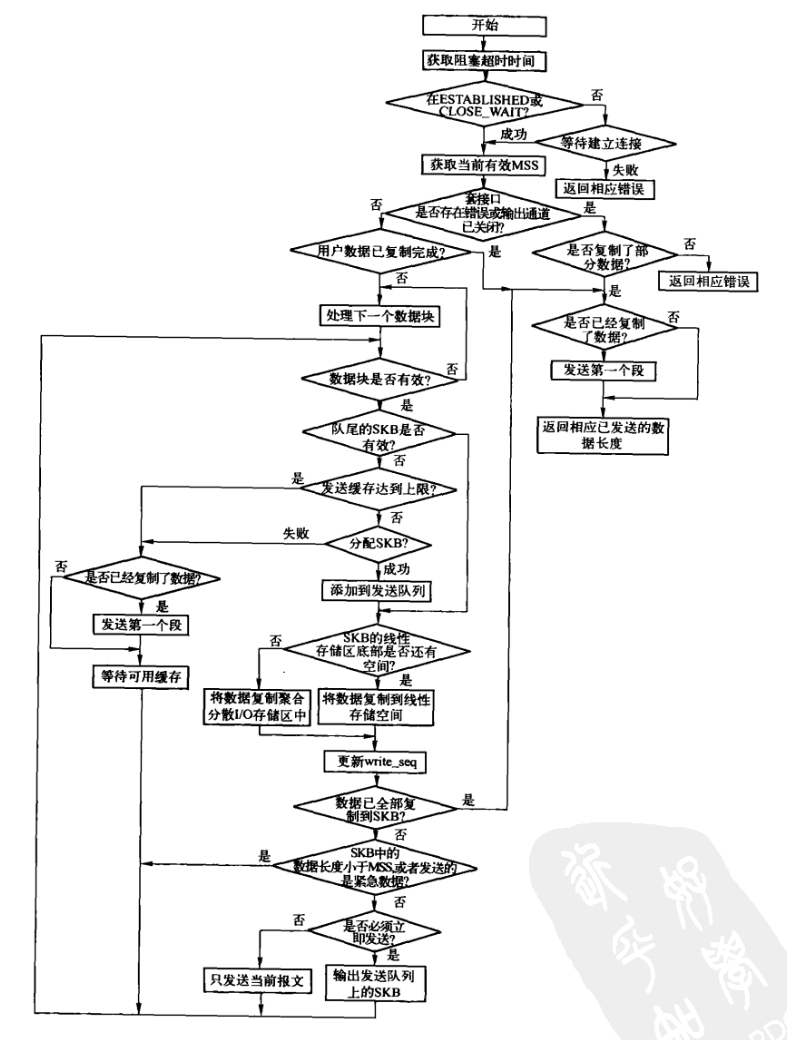 开始
获取阻塞超时时间
在ESTABLISHED或
CLOSE_WAIT?
否
成功
等待建立连接
获取当前有效MSS
失败
返回相应错误
套接口
是否存在错误或输出通道
已关闭?
否
是
用户数据已复制完成?
是
是否复制了部
分数据?
否
返回相应错误
否
是
处理下一个数据块
是否已经复制
了数据?
否
数据块是否有效?
否
发送第一个段
是
队尾的SKB是否
有效?
返回相应已发送的数
据长度
否
是
发送缓存达到上限?
否
失败
分配SKB?
成功
否
是否已经复制了数据?
添加到发送队列
是
发送第一个段
SKB的线性
存储区底部是否还有
空间?
否
等待可用缓存
是
将数据复制聚合
分散I/O存储区中
将数据复制到线性
存储空间
更新write_seq
数据已全部复
制到SKB?
是
否
SKB中的
数据长度小于MSS,或者发送的
是紧急数据?
是
否
是否必须立
即发送?
否
是
只发送当前报文
输出发送队列
上的SKB